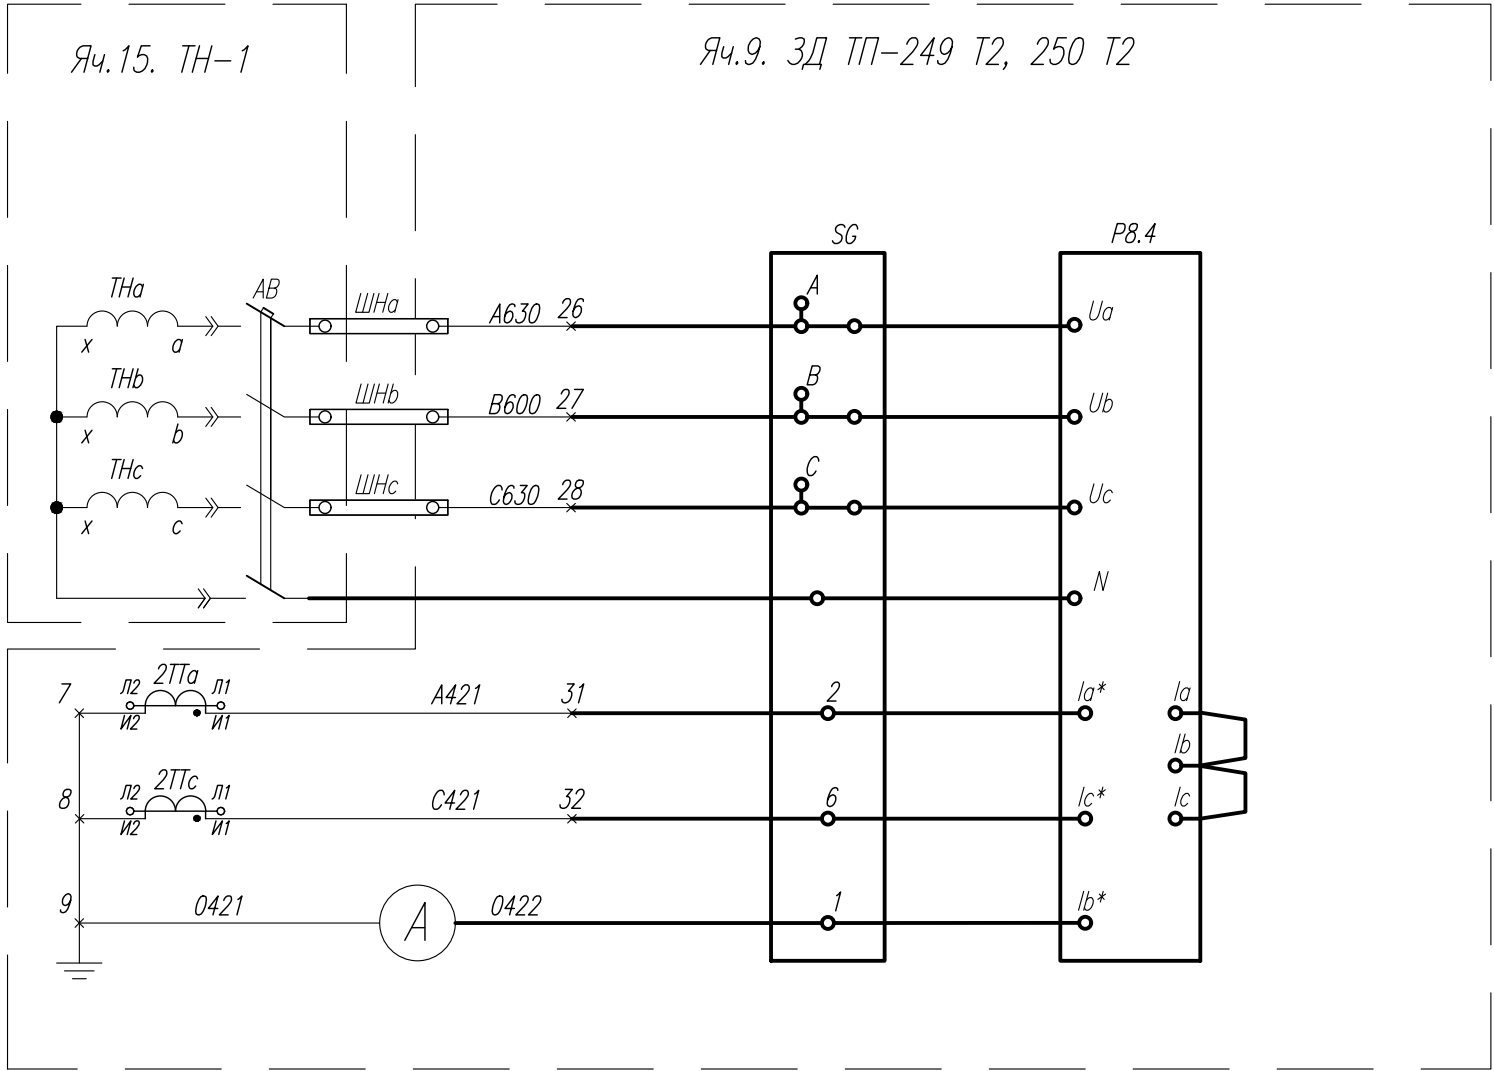 Яч.15. ТН-1
Яч.9. ЗД ТП-249 Т2, 250 Т2
SG
Р8.4
ТНа
АВ
ШНа
А630 26
А
Ua
х а
ТНb
ШНb
В600 27
В
Ub
х b
ТНс
ШНс
С630 28
С
Uc
х с
N
7
Л2 2ТТа Л1
А421
31
2
Ia*
Ia
И2 И1
Ib
8
Л2 2ТТс Л1
С421
32
6
Ic*
Ic
И2 И1
9
0421
А
0422
1
Ib*